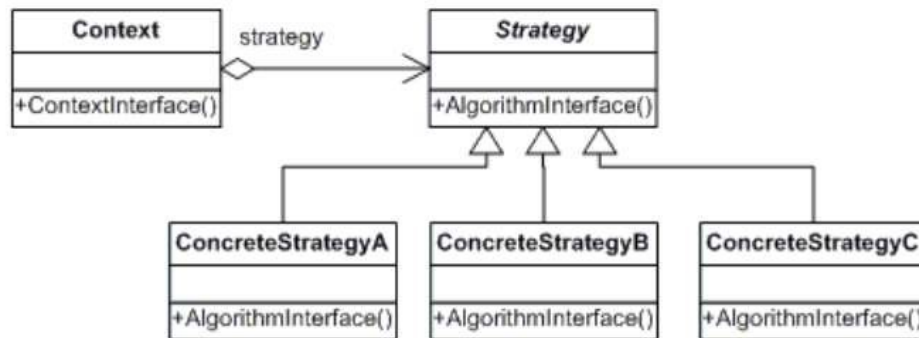 Context
strategy
Strategy
+ContextInterface()
+AlgorithmInterface()
ConcreteStrategyA
ConcreteStrategyB
ConcreteStrategyC
+AlgorithmInterface()
+AlgorithmInterface()
+AlgorithmInterface()